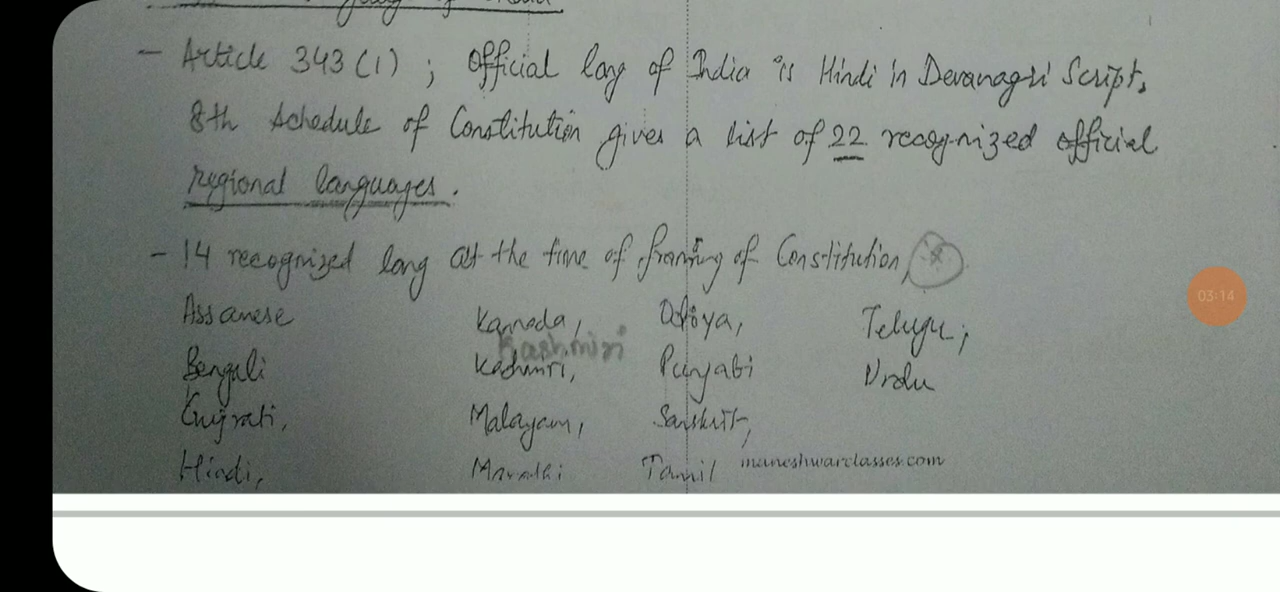 - Article 343 (1) ; Official lang of India is Hindi in Devanagri Script,
8th Schedule of Constitution gives a list of 22 recognized official
regional languages.
- 14 recognized lang at the time of framing of Constitution,
Assamese Kannada, Odiya, Telugu,
Kashmiri
Bengali Kashmiri, Punjabi Urdu
Gujrati, Malayam, Sanskrit,
Hindi, Marathi Tamil maneshwarclasses.com
03:14